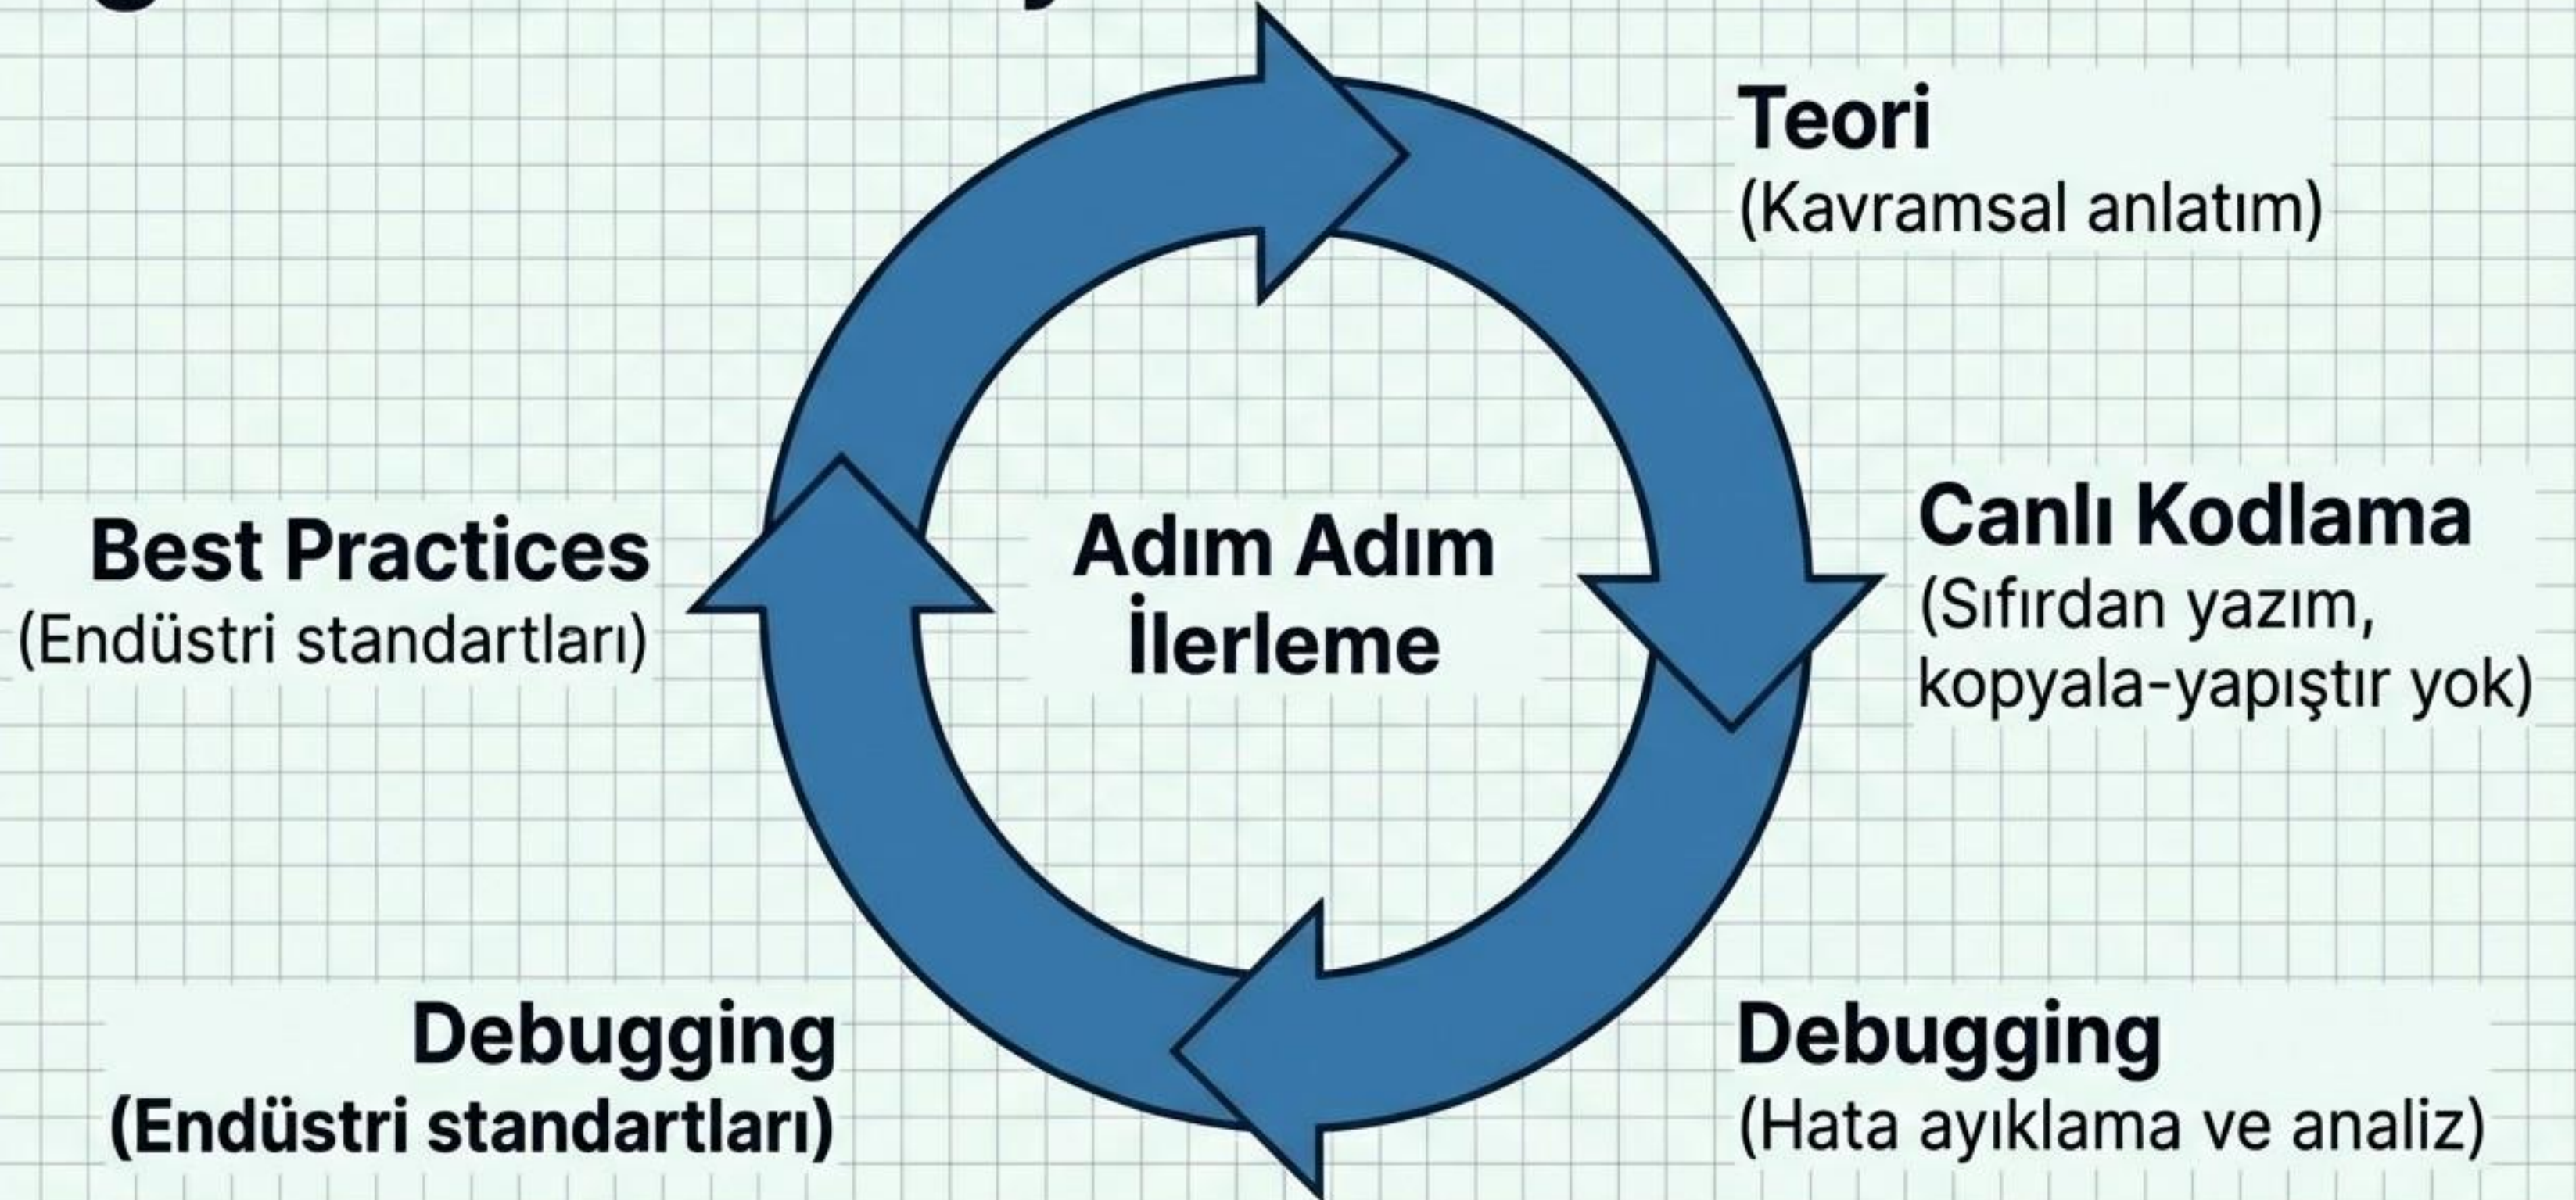 Teori
(Kavramsal anlatım)
Canlı Kodlama
(Sıfırdan yazım,
kopyala-yapıştır yok)
Adım Adım
İlerleme
Best Practices
(Endüstri standartları)
Debugging
(Endüstri standartları)
Debugging
(Hata ayıklama ve analiz)